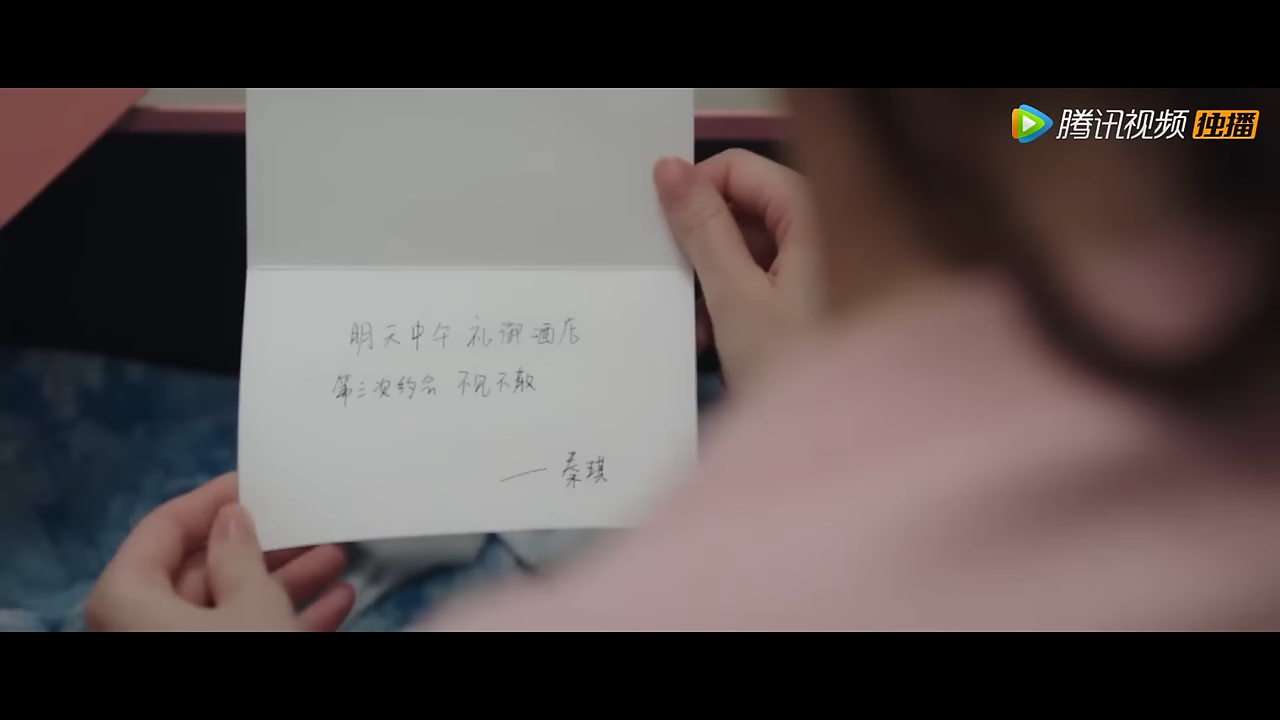 腾讯视频 独播
明天中午 礼御酒店
第三次约会 不见不散
——秦琪